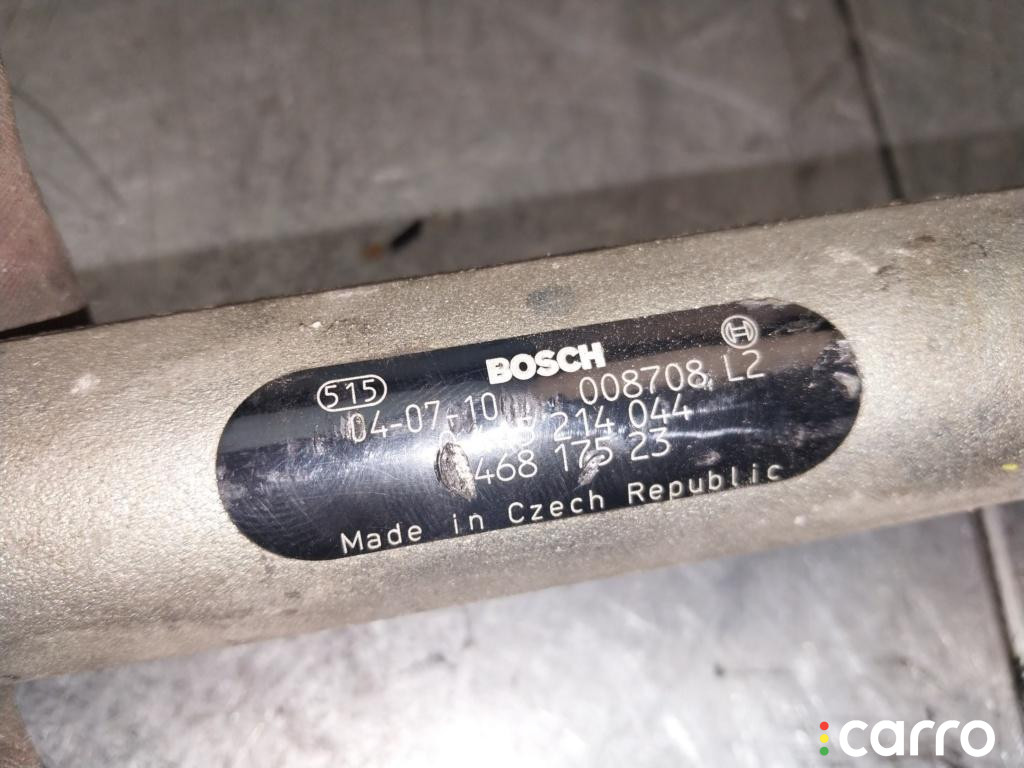 BOSCH
515
04-07-10 008708 L2
214 044
468 175 23
Made in Czech Republic
carro